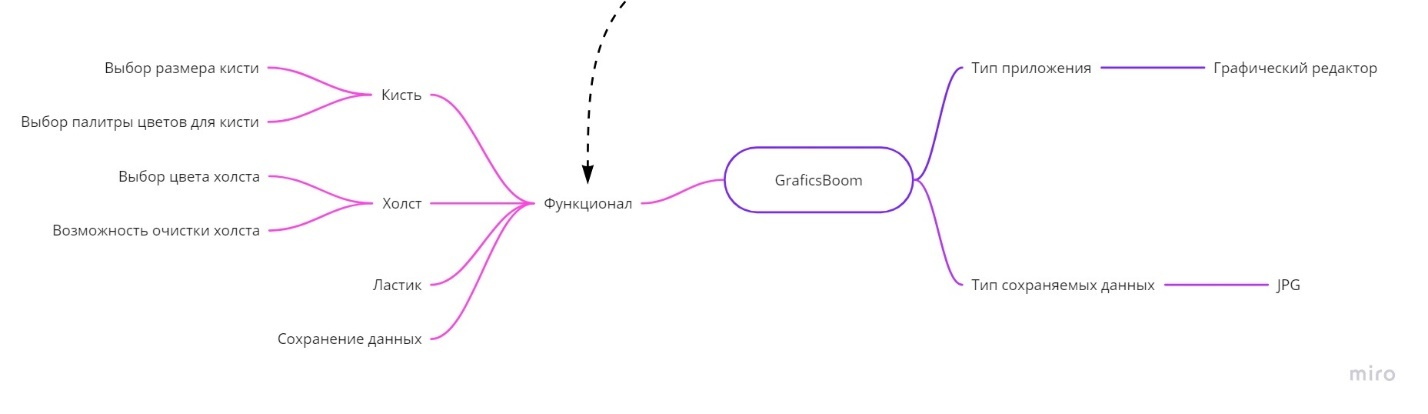 Выбор размера кисти
Выбор палитры цветов для кисти
Кисть
Выбор цвета холста
Возможность очистки холста
Холст
Ластик
Сохранение данных
Функционал
GraficsBoom
Тип приложения
Графический редактор
Тип сохраняемых данных
JPG
miro